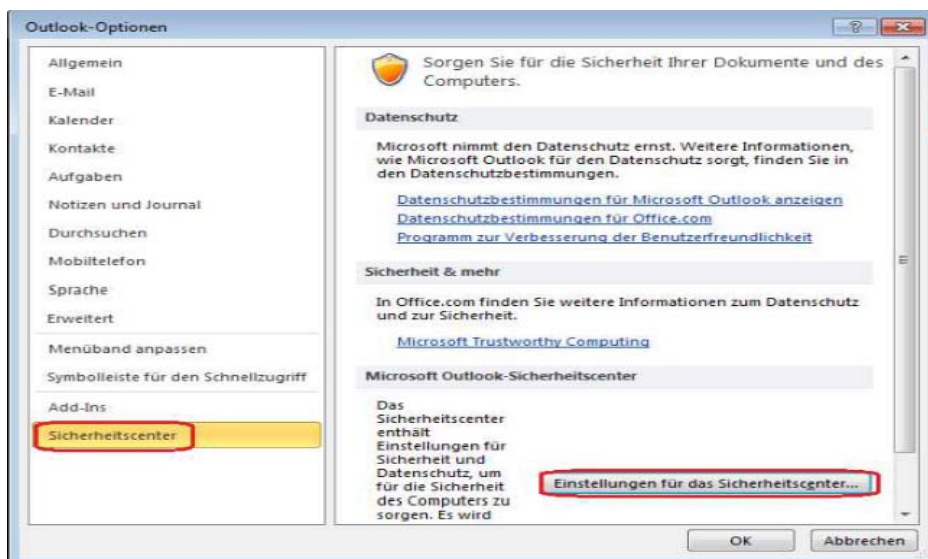 Outlook-Optionen
Allgemein
E-Mail
Kalender
Kontakte
Aufgaben
Notizen und Journal
Durchsuchen
Mobiltelefon
Sprache
Erweitert
Menüband anpassen
Symbolleiste für den Schnellzugriff
Add-Ins
Sicherheitscenter
Sorgen Sie für die Sicherheit Ihrer Dokumente und des
Computers.
Datenschutz
Microsoft nimmt den Datenschutz ernst. Weitere Informationen,
wie Microsoft Outlook für den Datenschutz sorgt, finden Sie in
den Datenschutzbestimmungen.
Datenschutzbestimmungen für Microsoft Outlook anzeigen
Datenschutzbestimmungen für Office.com
Programm zur Verbesserung der Benutzerfreundlichkeit
Sicherheit & mehr
In Office.com finden Sie weitere Informationen zum Datenschutz
und zur Sicherheit.
Microsoft Trustworthy Computing
Microsoft Outlook-Sicherheitscenter
Das
Sicherheitscenter
enthält
Einstellungen für
Sicherheit und
Datenschutz, um
für die Sicherheit
des Computers zu
sorgen. Es wird
Einstellungen für das Sicherheitscenter...
OK
Abbrechen